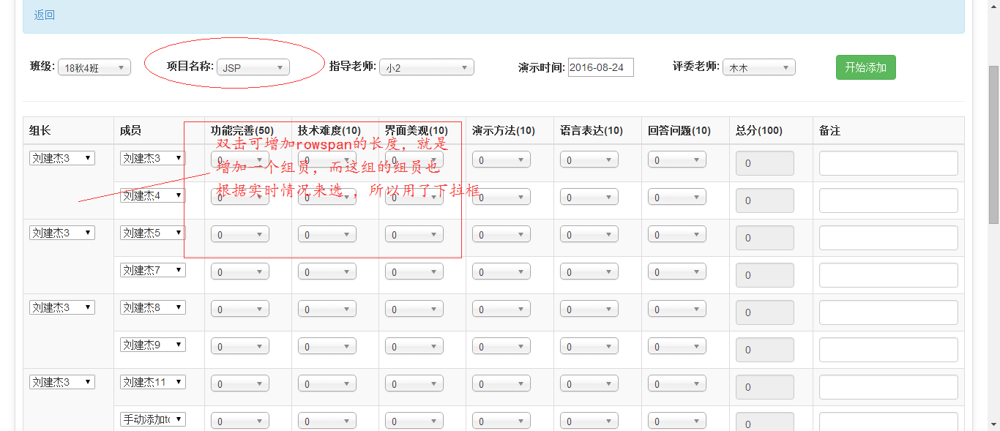 返回
班级: 18秋4班 项目名称: JSP 指导老师: 小2 演示时间: 2016-08-24 评委老师: 木木 开始添加
组长 成员 功能完善(50) 技术难度(10) 界面美观(10) 演示方法(10) 语言表达(10) 回答问题(10) 总分(100) 备注
双击可增加rowspan的长度，就是
刘建杰3 刘建杰3 0 0 0 0 0 0 0
增加一个组员，而这组的组员也
根据实时情况来选 ，所以用了下拉框
刘建杰4 0 0 0 0 0 0 0
刘建杰3 刘建杰5 0 0 0 0 0 0 0
刘建杰7 0 0 0 0 0 0 0
刘建杰3 刘建杰8 0 0 0 0 0 0 0
刘建杰9 0 0 0 0 0 0 0
刘建杰3 刘建杰11 0 0 0 0 0 0 0
手动添加to 0 0 0 0 0 0 0